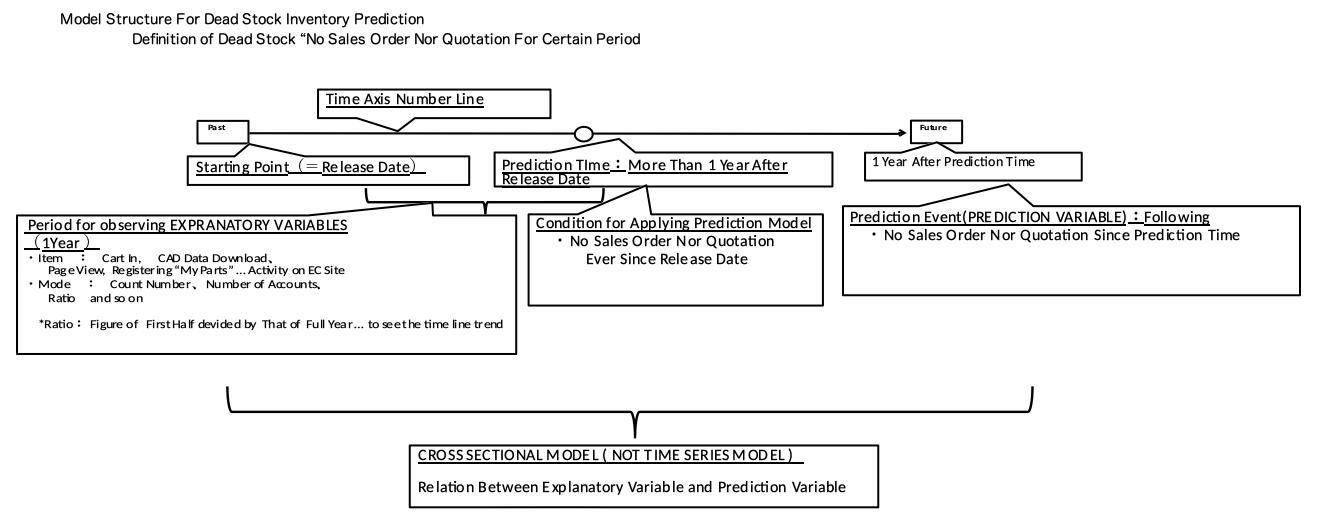 Model Structure For Dead Stock Inventory Prediction
Definition of Dead Stock “No Sales Order Nor Quotation For Certain Period
Time Axis Number Line
Past
Future
Starting Point（＝Release Date）
Prediction TIme： More Than 1 Year After
Release Date
1 Year After Prediction Time
Period for observing EXPRANATORY VARIABLES
（1Year ）
・Item ： Cart In, CAD Data Download、
Page View, Registering “My Parts” … Activity on EC Site
・Mode ： Count Number、Number of Accounts、
Ratio and so on
*Ratio： Figure of First Half devided by That of Full Year… to see the time line trend
Condition for Applying Prediction Model
・No Sales Order Nor Quotation
Ever Since Release Date
Prediction Event(PREDICTION VARIABLE)：Following
・No Sales Order Nor Quotation Since Prediction Time
CROSS SECTIONAL MODEL ( NOT TIME SERIES MODEL )
Relation Between Explanatory Variable and Prediction Variable